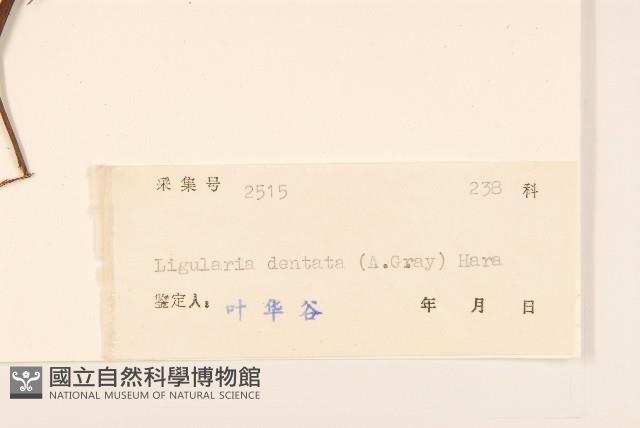 采集号 2515 238 科
Ligularia dentata (A.Gray) Hara
鉴定人: 叶华谷 年 月 日
國立自然科學博物館
NATIONAL MUSEUM OF NATURAL SCIENCE